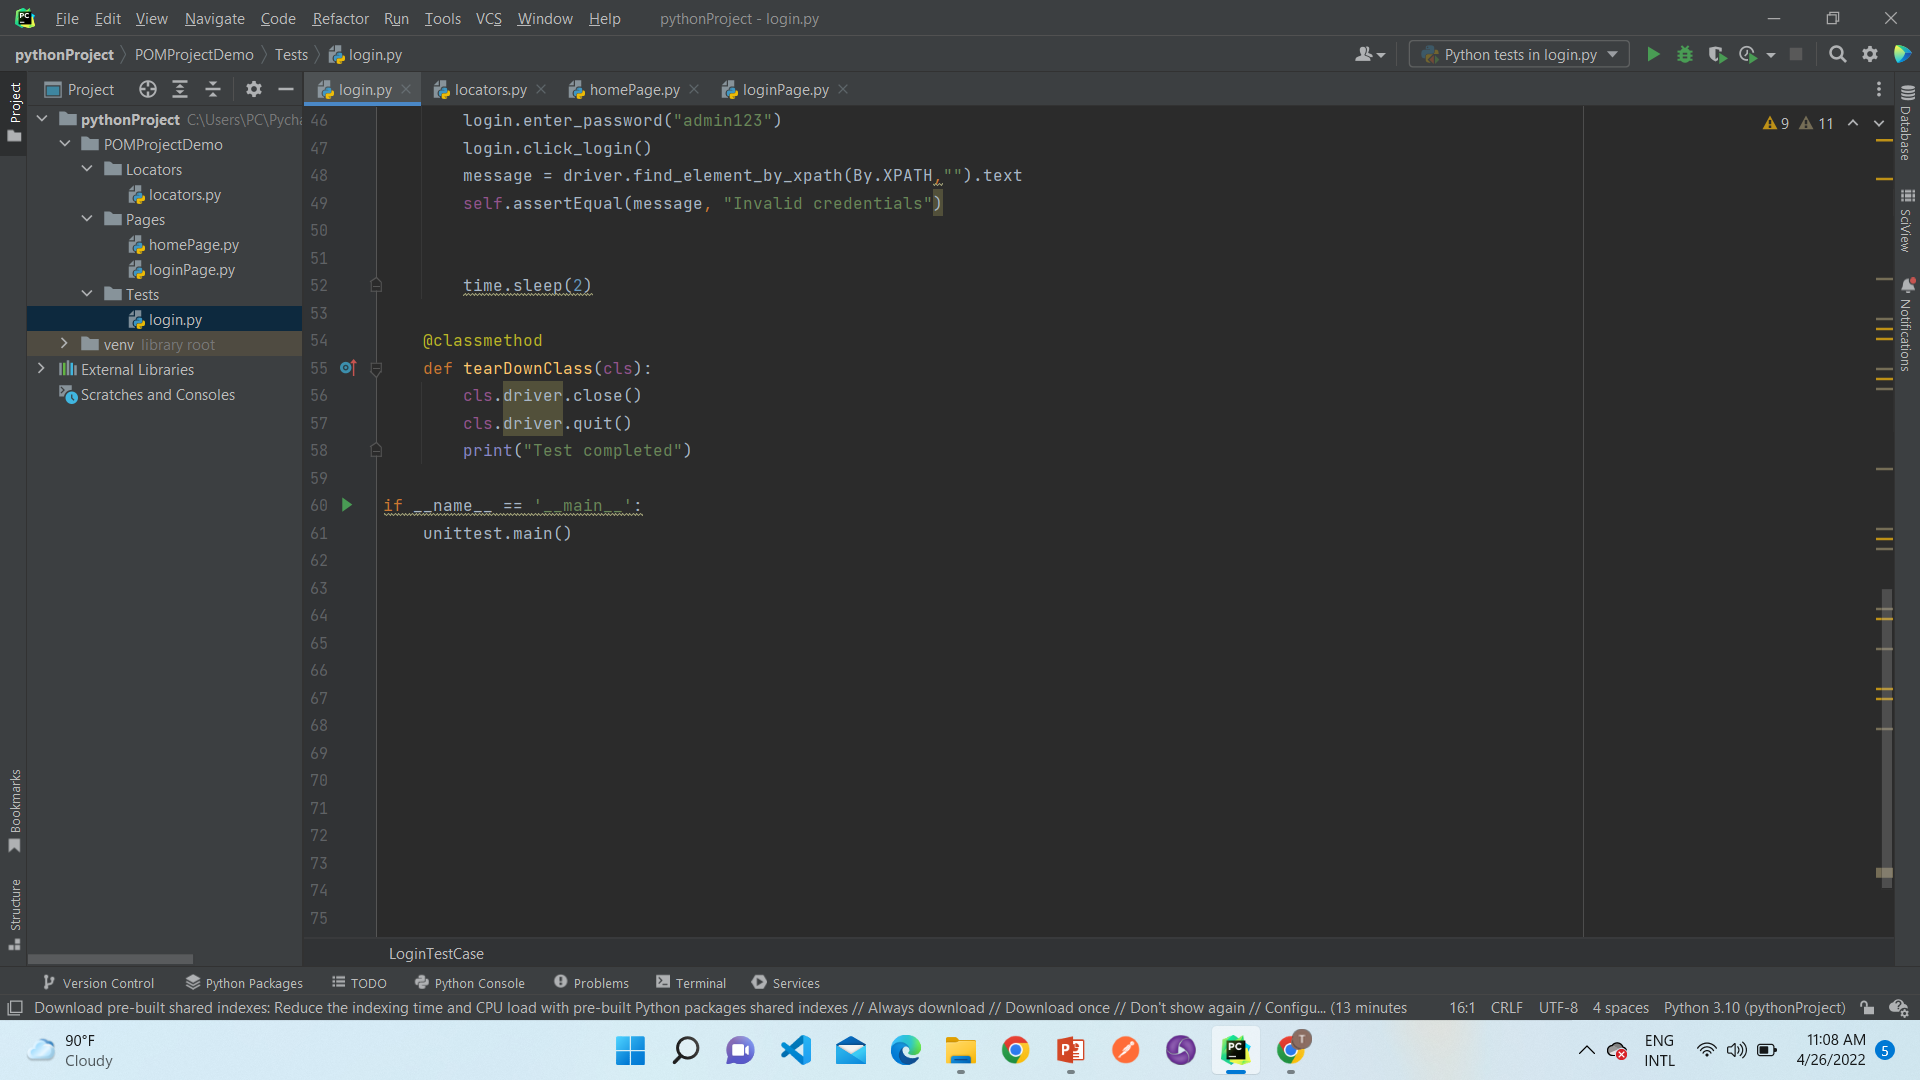 File Edit View Navigate Code Refactor Run Tools VCS Window Help pythonProject - login.py
pythonProject POMProjectDemo Tests login.py Python tests in login.py
Project
Project
login.py locators.py homePage.py loginPage.py
pythonProject C:\Users\PC\Pycha
POMProjectDemo
Locators
locators.py
Pages
homePage.py
loginPage.py
Tests
login.py
venv library root
External Libraries
Scratches and Consoles
9 11
46 login.enter_password("admin123")
47 login.click_login()
48 message = driver.find_element_by_xpath(By.XPATH,"").text
49 self.assertEqual(message, "Invalid credentials")
50
51
52 time.sleep(2)
53
54 @classmethod
55 def tearDownClass(cls):
56 cls.driver.close()
57 cls.driver.quit()
58 print("Test completed")
59
60 if __name__ == '__main__':
61 unittest.main()
62
63
64
65
66
67
68
69
70
71
72
73
74
75
Database
SciView
Notifications
Bookmarks
Structure
LoginTestCase
Version Control Python Packages TODO Python Console Problems Terminal Services
Download pre-built shared indexes: Reduce the indexing time and CPU load with pre-built Python packages shared indexes // Always download // Download once // Don't show again // Configu... (13 minutes 16:1 CRLF UTF-8 4 spaces Python 3.10 (pythonProject)
90°F
Cloudy
PC
T
ENG
INTL
11:08 AM
4/26/2022
5